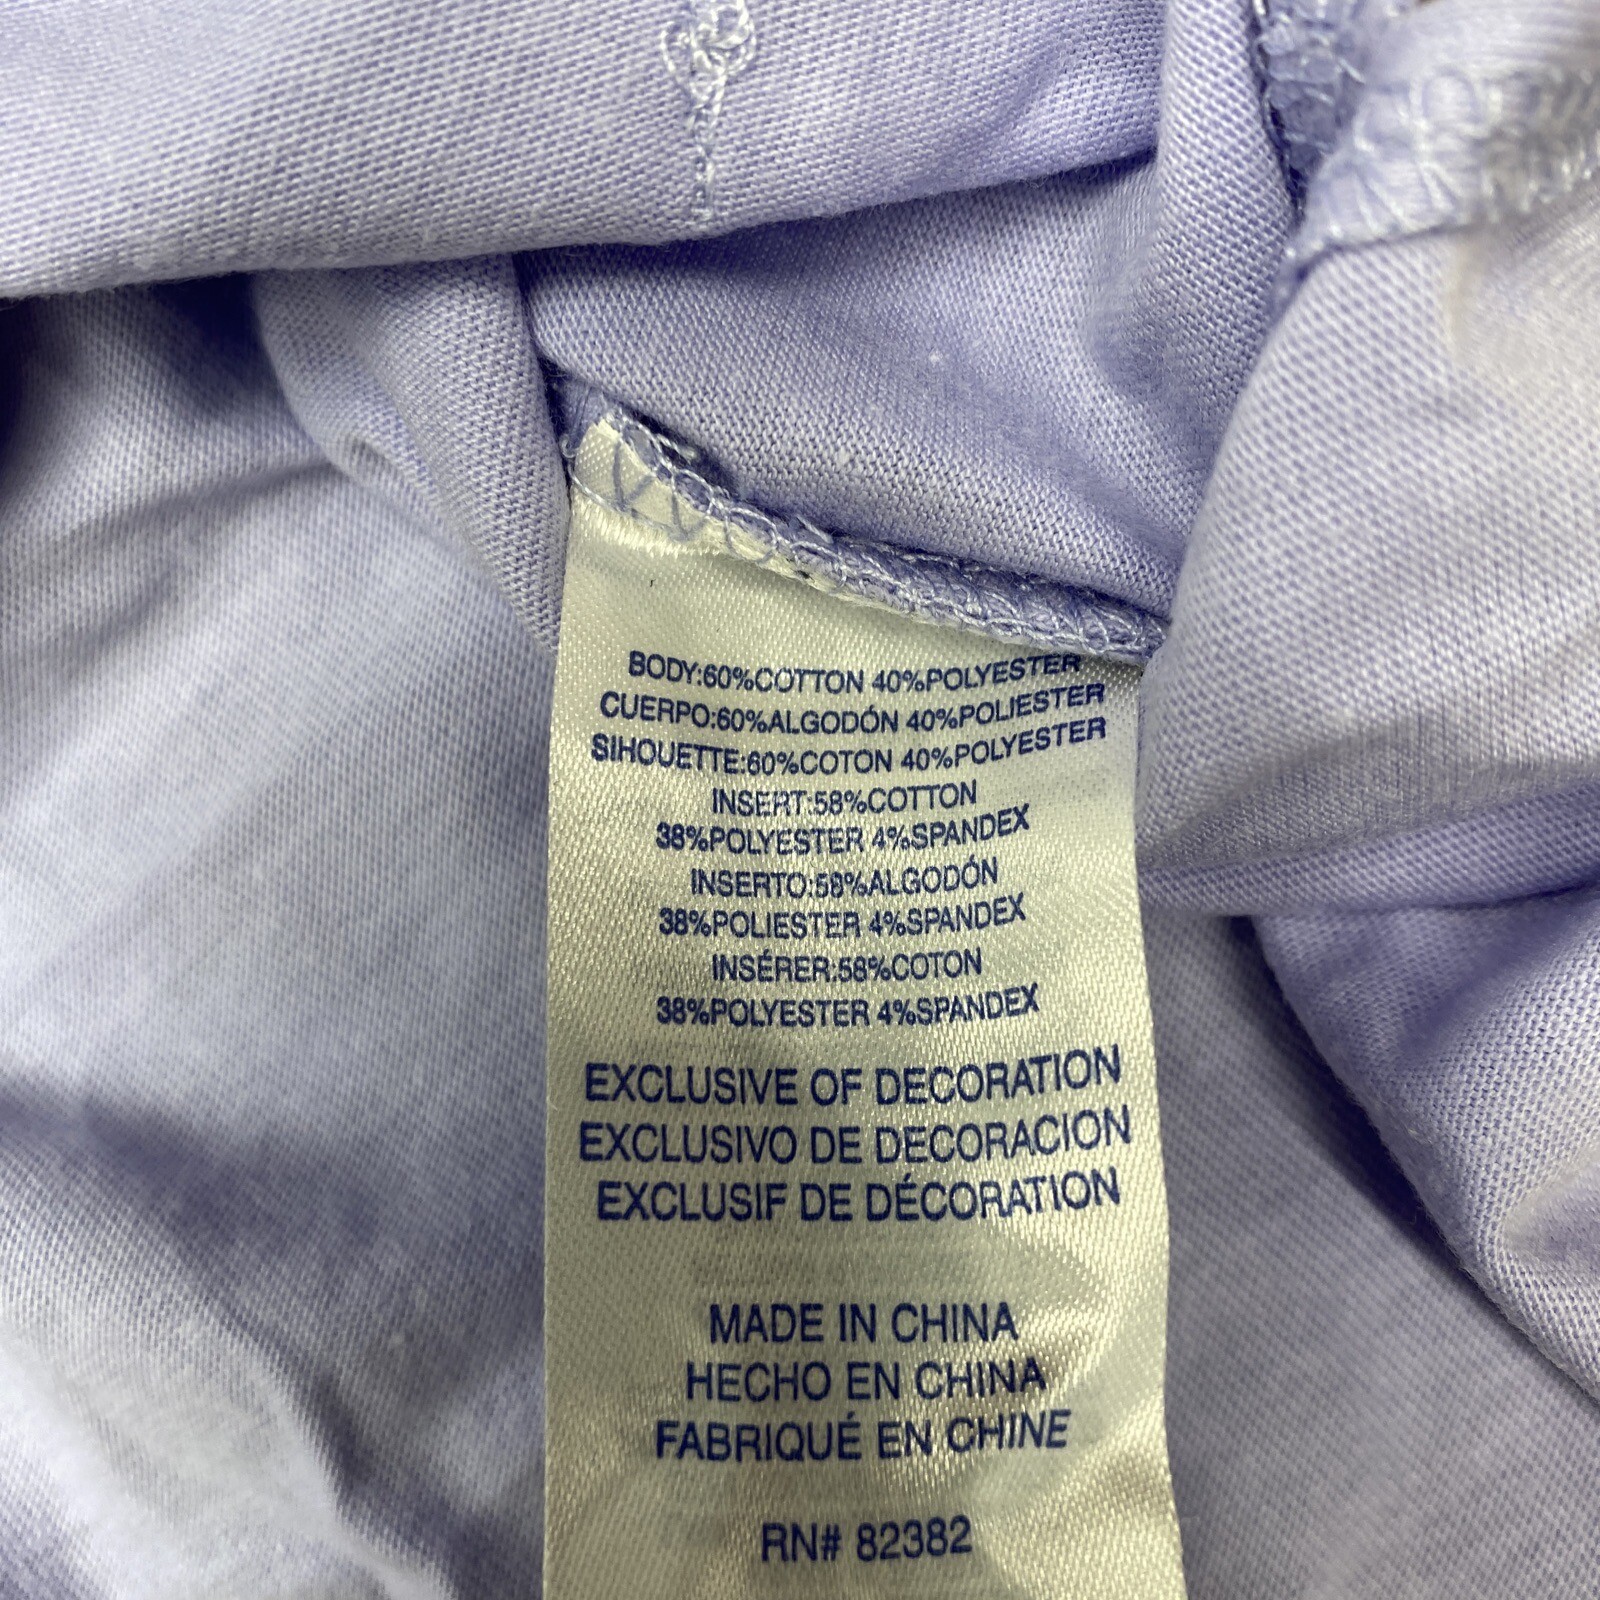 BODY:60%COTTON 40%POLYESTER
CUERPO:60%ALGODÓN 40%POLIESTER
SIHOUETTE:60%COTON 40%POLYESTER
INSERT:58%COTTON
38%POLYESTER 4%SPANDEX
INSERTO:58%ALGODÓN
38%POLIESTER 4%SPANDEX
INSÉRER:58%COTON
38%POLYESTER 4%SPANDEX
EXCLUSIVE OF DECORATION
EXCLUSIVO DE DECORACION
EXCLUSIF DE DÉCORATION
MADE IN CHINA
HECHO EN CHINA
FABRIQUÉ EN CHINE
RN# 82382